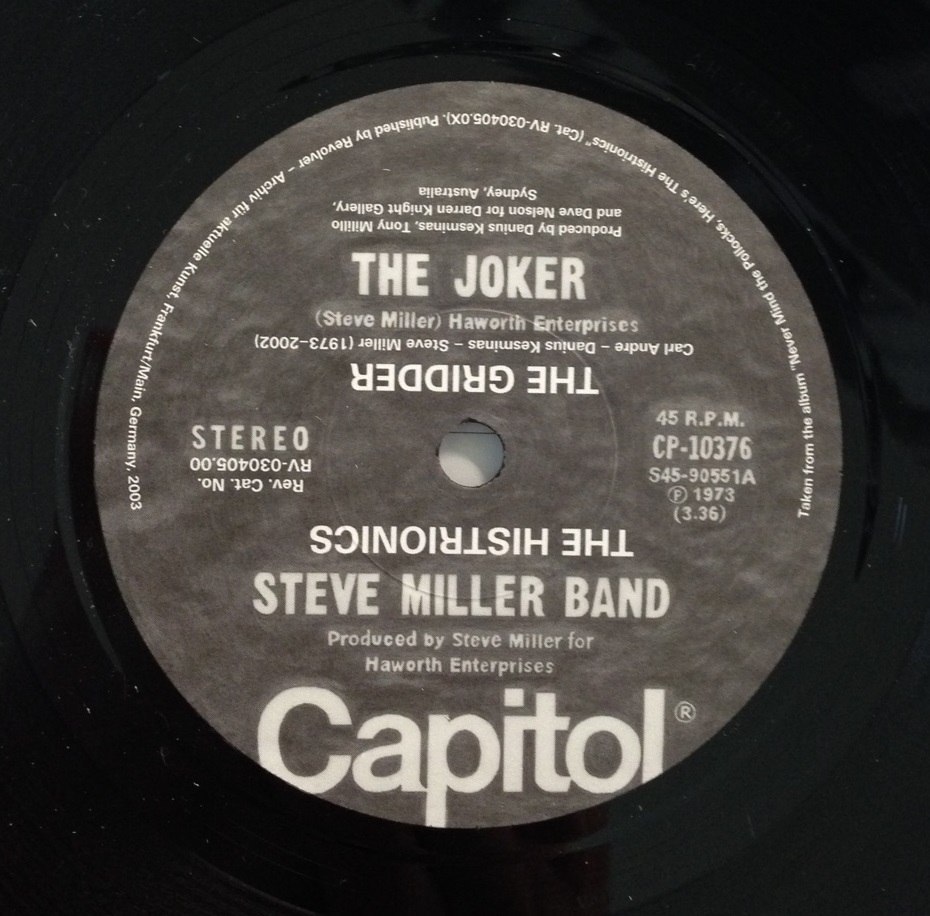 THE JOKER
(Steve Miller) Haworth Enterprises
STEREO
45 R.P.M.
CP-10376
S45-90551A
Ⓟ 1973
(3.36)
STEVE MILLER BAND
Produced by Steve Miller for
Haworth Enterprises
Capitol®
THE HISTRIONICS
Rev. Cat. No.
RV-030405.00
THE GRIDDER
Carl Andre – Danius Kesminas – Steve Miller (1973–2002)
Produced by Danius Kesminas, Tony Milillo
and Dave Nelson for Darren Knight Gallery,
Sydney, Australia
Taken from the album "Never Mind the Pollocks, Here's The Histrionics" (Cat. RV-030405.0X). Published by Revolver – Archiv für aktuelle Kunst, Frankfurt/Main, Germany, 2003